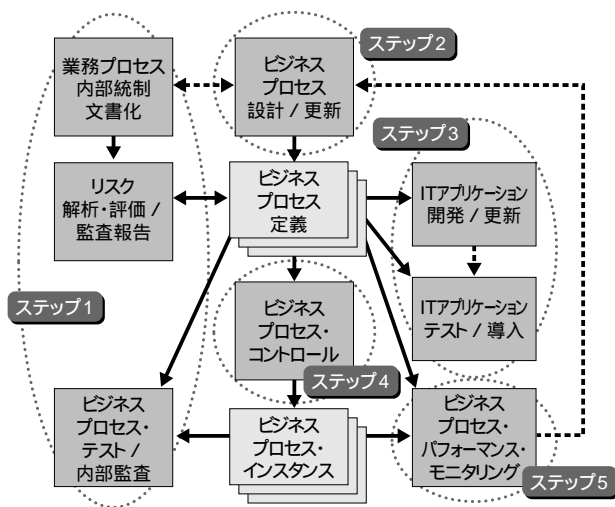 ステップ2
業務プロセス
内部統制
文書化
ビジネス
プロセス
設計 / 更新
ステップ3
リスク
解析・評価 /
監査報告
ビジネス
プロセス
定義
ITアプリケーション
開発 / 更新
ステップ1
ビジネス
プロセス・
コントロール
ITアプリケーション
テスト / 導入
ステップ4
ビジネス
プロセス・
テスト /
内部監査
ビジネス
プロセス・
インスタンス
ビジネス
プロセス・
パフォーマンス・
モニタリング
ステップ5